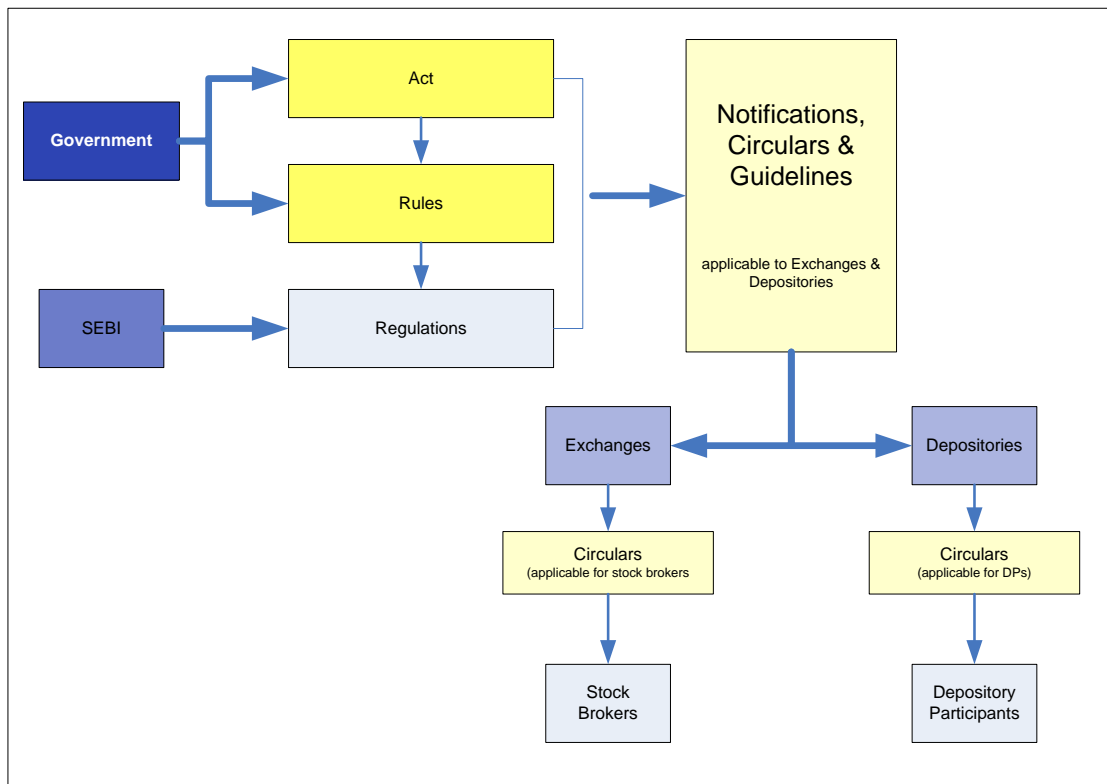 Act
Government
Rules
SEBI
Regulations
Notifications,
Circulars &
Guidelines
applicable to Exchanges &
Depositories
Exchanges
Depositories
Circulars
(applicable for stock brokers
Circulars
(applicable for DPs)
Stock
Brokers
Depository
Participants